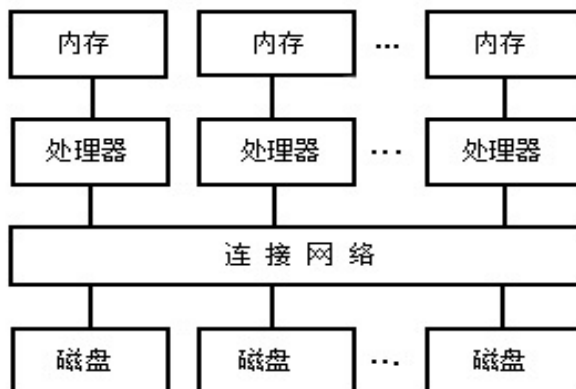 内存 内存 ... 内存
处理器 处理器 ... 处理器
连接网络
磁盘 磁盘 ... 磁盘